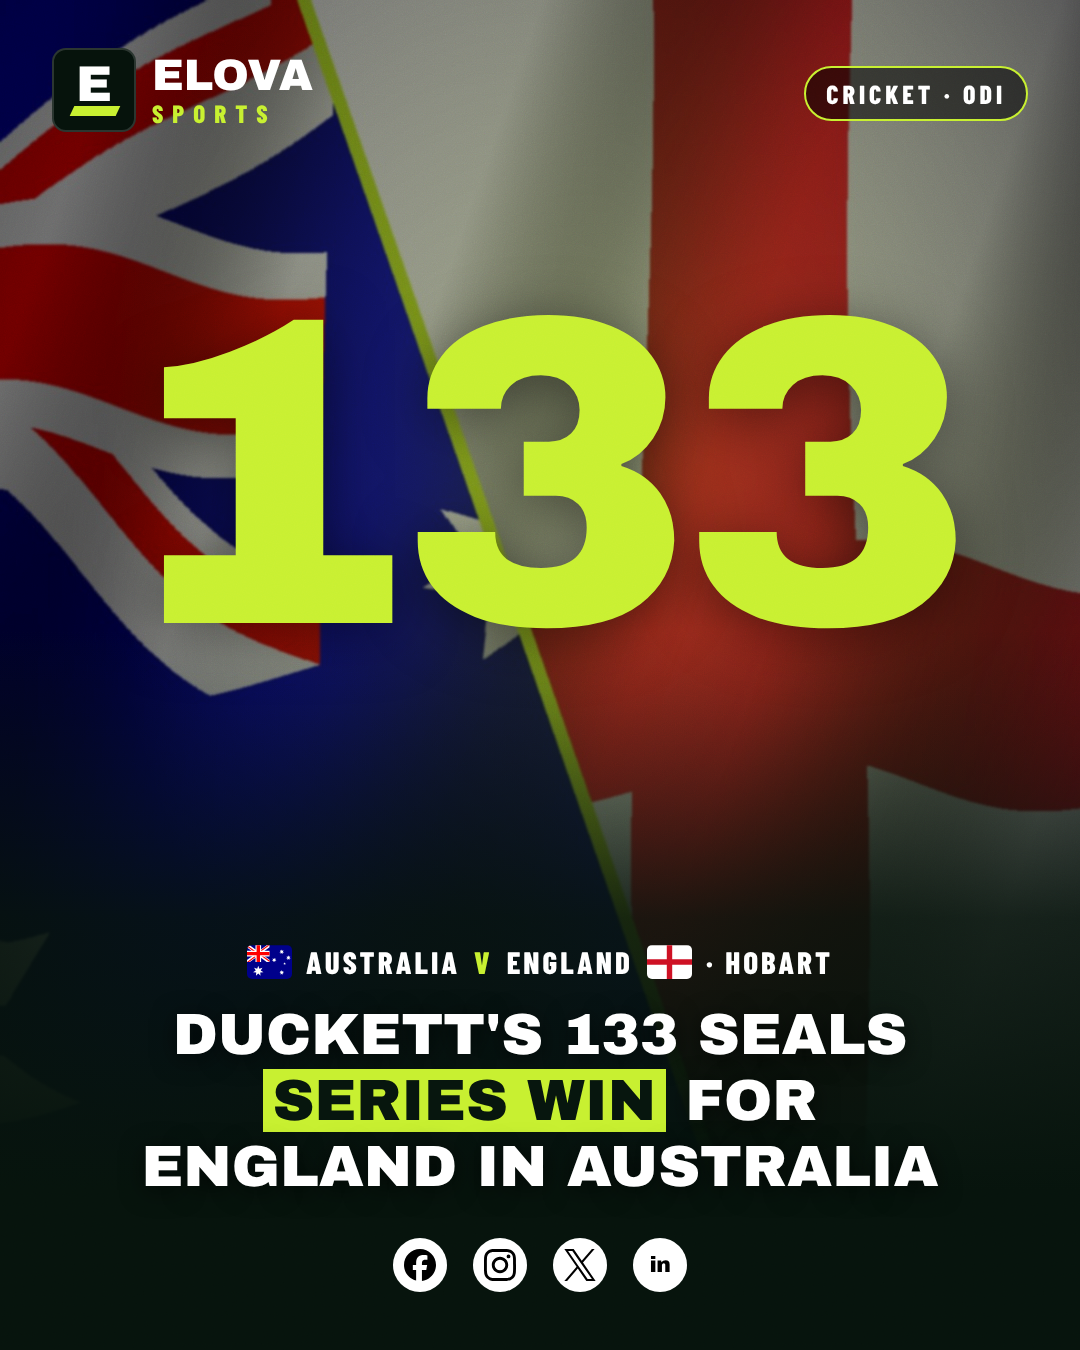 E
ELOVA
SPORTS
CRICKET · ODI
133
AUSTRALIA V ENGLAND · HOBART
DUCKETT'S 133 SEALS
SERIES WIN FOR
ENGLAND IN AUSTRALIA
in